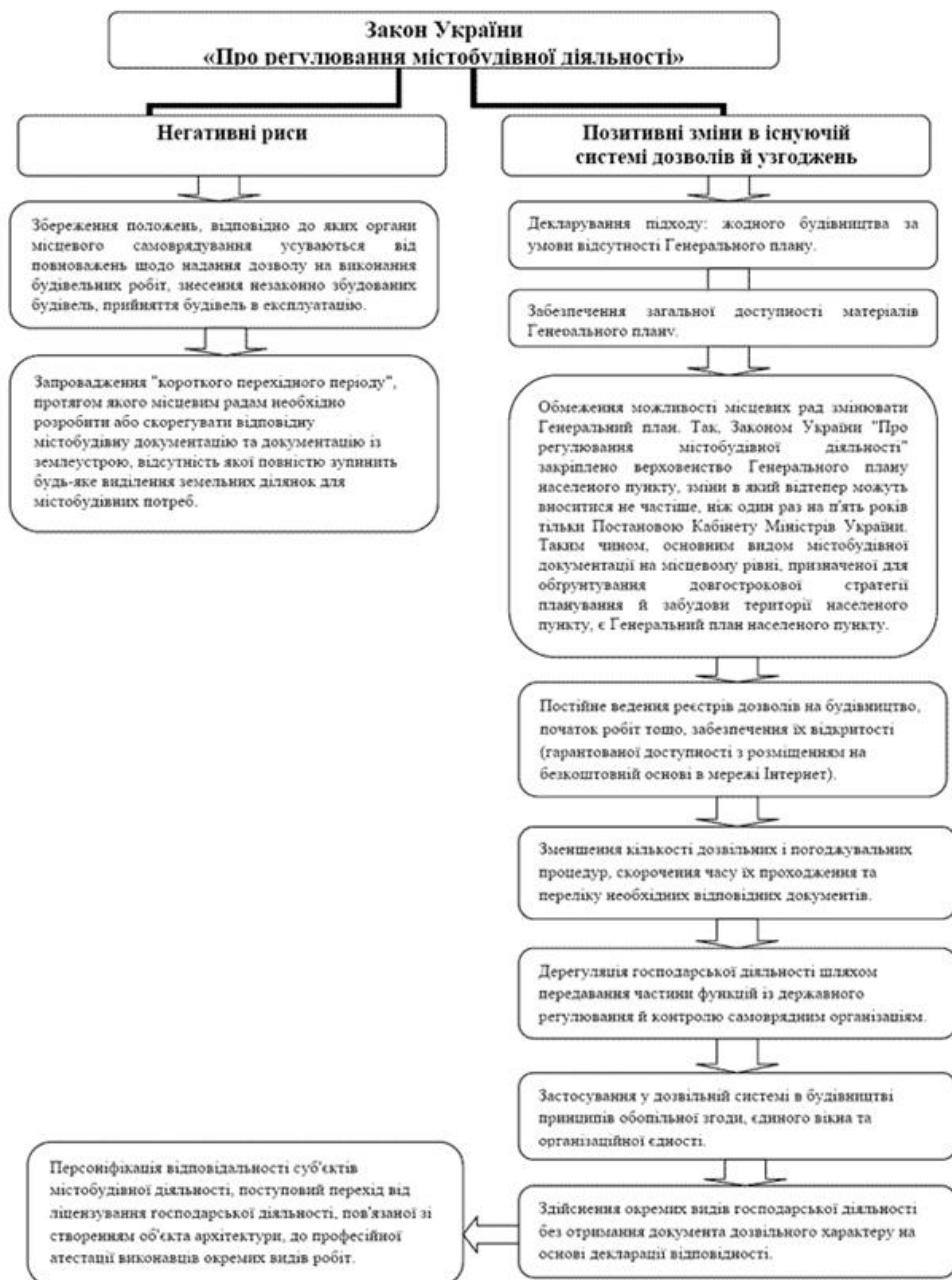 Закон України
«Про регулювання містобудівної діяльності»
Негативні риси
Збереження положень, відповідно до яких органи
місцевого самоврядування усуваються від
повноважень щодо надання дозволу на виконання
будівельних робіт, знесення незаконно збудованих
будівель, прийняття будівель в експлуатацію.
Запровадження "короткого перехідного періоду",
протягом якого місцевим радам необхідно
розробити або скорегувати відповідну
містобудівну документацію та документацію із
землеустрою, відсутність якої повністю зупинить
будь-яке виділення земельних ділянок для
містобудівних потреб.
Позитивні зміни в існуючій
системі дозволів й узгоджень
Декларування підходу: жодного будівництва за
умови відсутності Генерального плану.
Забезпечення загальної доступності матеріалів
Генерального плану.
Обмеження можливості місцевих рад змінювати
Генеральний план. Так, Законом України "Про
регулювання містобудівної діяльності"
закріплено верховенство Генерального плану
населеного пункту, зміни в який відтепер можуть
вноситися не частіше, ніж один раз на п'ять років
тільки Постановою Кабінету Міністрів України.
Таким чином, основним видом містобудівної
документації на місцевому рівні, призначеної для
обґрунтування довгострокової стратегії
планування й забудови території населеного
пункту, є Генеральний план населеного пункту.
Постійне ведення реєстрів дозволів на будівництво,
початок робіт тощо, забезпечення їх відкритості
(гарантованої доступності з розміщенням на
безкоштовній основі в мережі Інтернет).
Зменшення кількості дозвільних і погоджувальних
процедур, скорочення часу їх проходження та
переліку необхідних відповідних документів.
Дерегуляція господарської діяльності шляхом
передавання частини функцій із державного
регулювання й контролю самоврядним організаціям.
Застосування у дозвільній системі в будівництві
принципів обопільної згоди, єдиного вікна та
організаційної єдності.
Здійснення окремих видів господарської діяльності
без отримання документа дозвільного характеру на
основі декларації відповідності.
Персоніфікація відповідальності суб'єктів
містобудівної діяльності, поступовий перехід від
ліцензування господарської діяльності, пов'язаної зі
створенням об'єкта архітектури, до професійної
атестації виконавців окремих видів робіт.